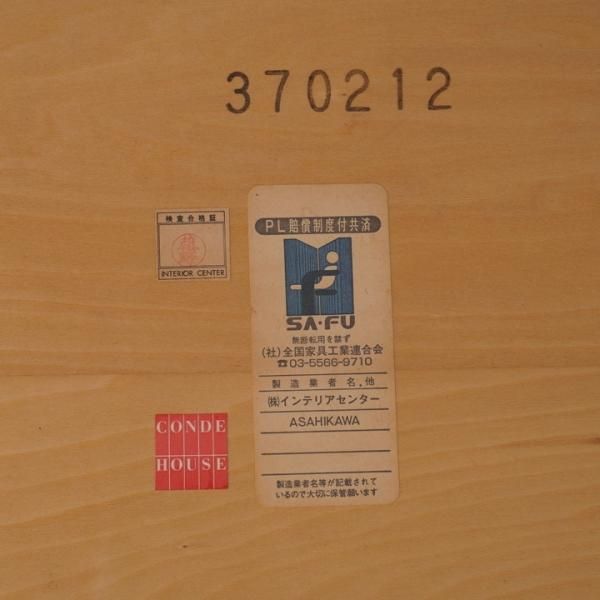 370212
検査合格証
INTERIOR CENTER
PL賠償制度付共済
SA・FU
無断転用を禁ず
(社)全国家具工業連合会
☎03-5566-9710
製造業者名,他
㈱インテリアセンター
ASAHIKAWA
製造業者名等が記載されて
いるので大切に保管願います
CONDE
HOUSE